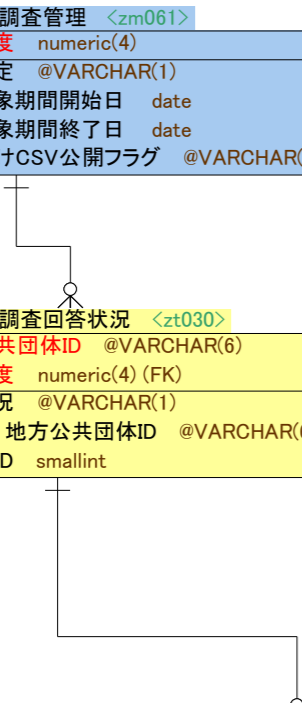 調査管理 <zm061>
度 numeric(4)
定 @VARCHAR(1)
象期間開始日 date
象期間終了日 date
けCSV公開フラグ @VARCHAR(
調査回答状況 <zt030>
共団体ID @VARCHAR(6)
度 numeric(4) (FK)
況 @VARCHAR(1)
地方公共団体ID @VARCHAR(6
ID smallint